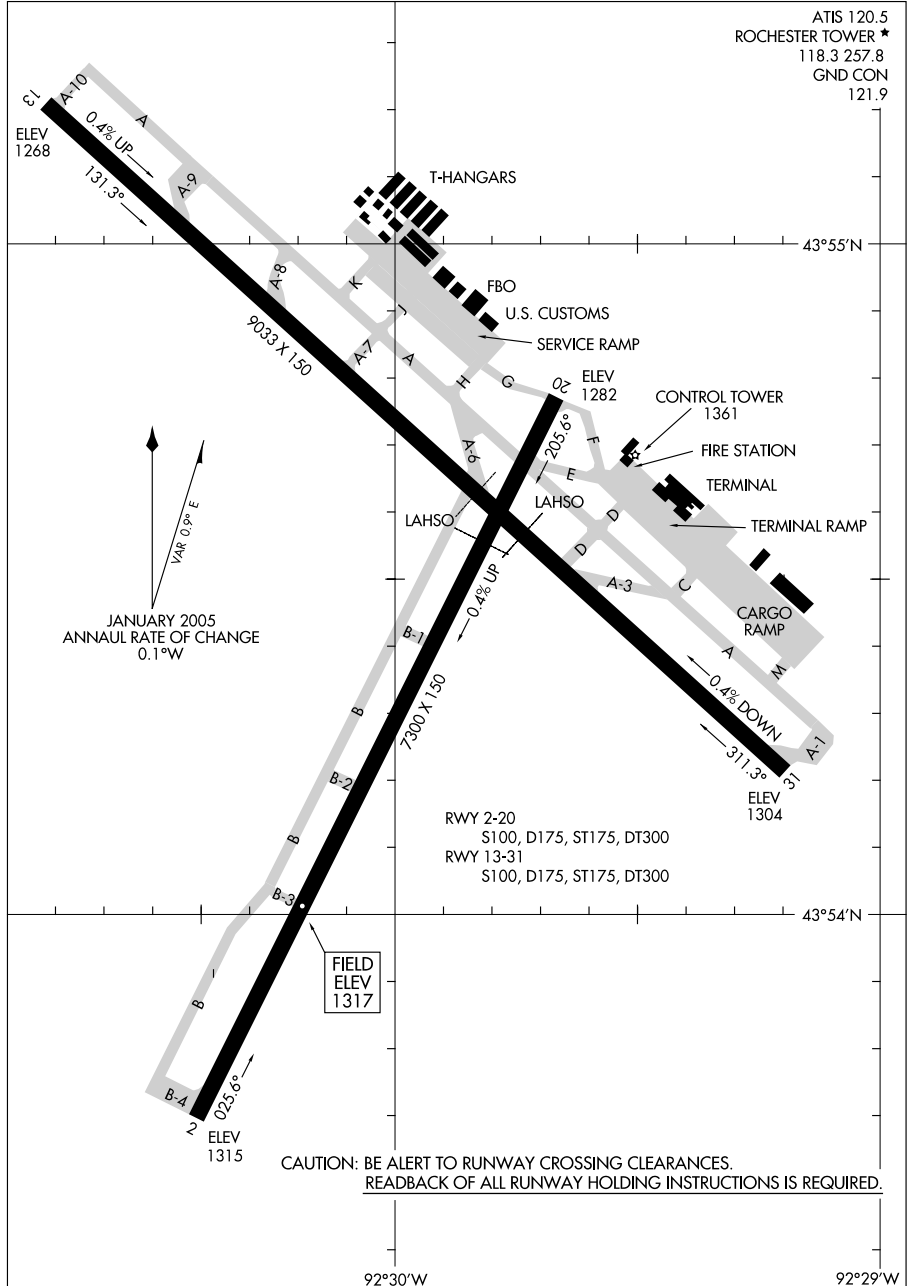 ATIS 120.5
ROCHESTER TOWER ★
118.3 257.8
GND CON
121.9
13
A-10
A
ELEV
1268
0.4% UP
131.3°
A-9
T-HANGARS
43°55'N
A-8
K
J
FBO
U.S. CUSTOMS
SERVICE RAMP
9033 X 150
A-7
A
H
G
20
ELEV
1282
CONTROL TOWER
1361
FIRE STATION
TERMINAL
TERMINAL RAMP
A-6
205.6°
F
E
D
D
LAHSO
LAHSO
VAR 0.9° E
JANUARY 2005
ANNAUL RATE OF CHANGE
0.1°W
0.4% UP
A-3
C
CARGO
RAMP
B-1
A
M
B
7300 X 150
0.4% DOWN
311.3°
A-1
31
ELEV
1304
B-2
B
RWY 2-20
S100, D175, ST175, DT300
RWY 13-31
S100, D175, ST175, DT300
B-3
43°54'N
FIELD
ELEV
1317
B
B-4
025.6°
2
ELEV
1315
CAUTION: BE ALERT TO RUNWAY CROSSING CLEARANCES.
READBACK OF ALL RUNWAY HOLDING INSTRUCTIONS IS REQUIRED.
92°30'W
92°29'W